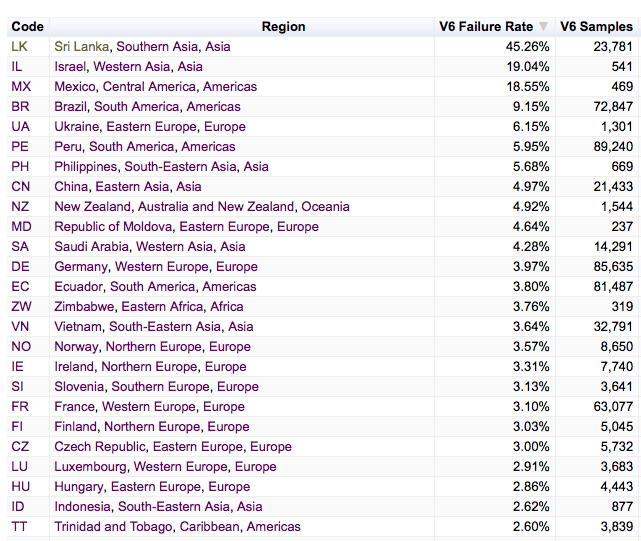 Code Region V6 Failure Rate ▼ V6 Samples
LK Sri Lanka, Southern Asia, Asia 45.26% 23,781
IL Israel, Western Asia, Asia 19.04% 541
MX Mexico, Central America, Americas 18.55% 469
BR Brazil, South America, Americas 9.15% 72,847
UA Ukraine, Eastern Europe, Europe 6.15% 1,301
PE Peru, South America, Americas 5.95% 89,240
PH Philippines, South-Eastern Asia, Asia 5.68% 669
CN China, Eastern Asia, Asia 4.97% 21,433
NZ New Zealand, Australia and New Zealand, Oceania 4.92% 1,544
MD Republic of Moldova, Eastern Europe, Europe 4.64% 237
SA Saudi Arabia, Western Asia, Asia 4.28% 14,291
DE Germany, Western Europe, Europe 3.97% 85,635
EC Ecuador, South America, Americas 3.80% 81,487
ZW Zimbabwe, Eastern Africa, Africa 3.76% 319
VN Vietnam, South-Eastern Asia, Asia 3.64% 32,791
NO Norway, Northern Europe, Europe 3.57% 8,650
IE Ireland, Northern Europe, Europe 3.31% 7,740
SI Slovenia, Southern Europe, Europe 3.13% 3,641
FR France, Western Europe, Europe 3.10% 63,077
FI Finland, Northern Europe, Europe 3.03% 5,045
CZ Czech Republic, Eastern Europe, Europe 3.00% 5,732
LU Luxembourg, Western Europe, Europe 2.91% 3,683
HU Hungary, Eastern Europe, Europe 2.86% 4,443
ID Indonesia, South-Eastern Asia, Asia 2.62% 877
TT Trinidad and Tobago, Caribbean, Americas 2.60% 3,839